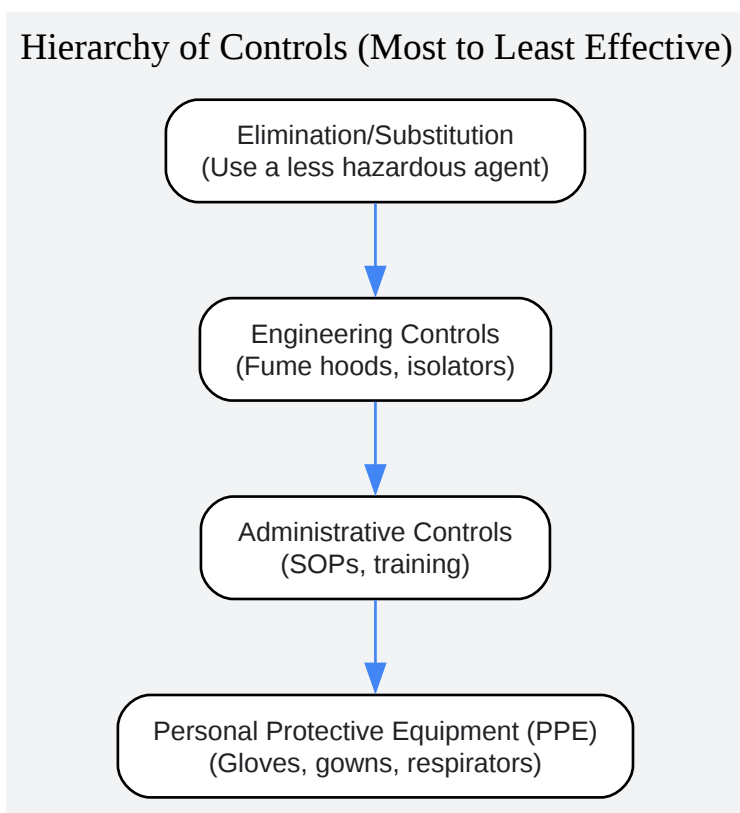 Hierarchy of Controls (Most to Least Effective)
Elimination/Substitution
(Use a less hazardous agent)
Engineering Controls
(Fume hoods, isolators)
Administrative Controls
(SOPs, training)
Personal Protective Equipment (PPE)
(Gloves, gowns, respirators)